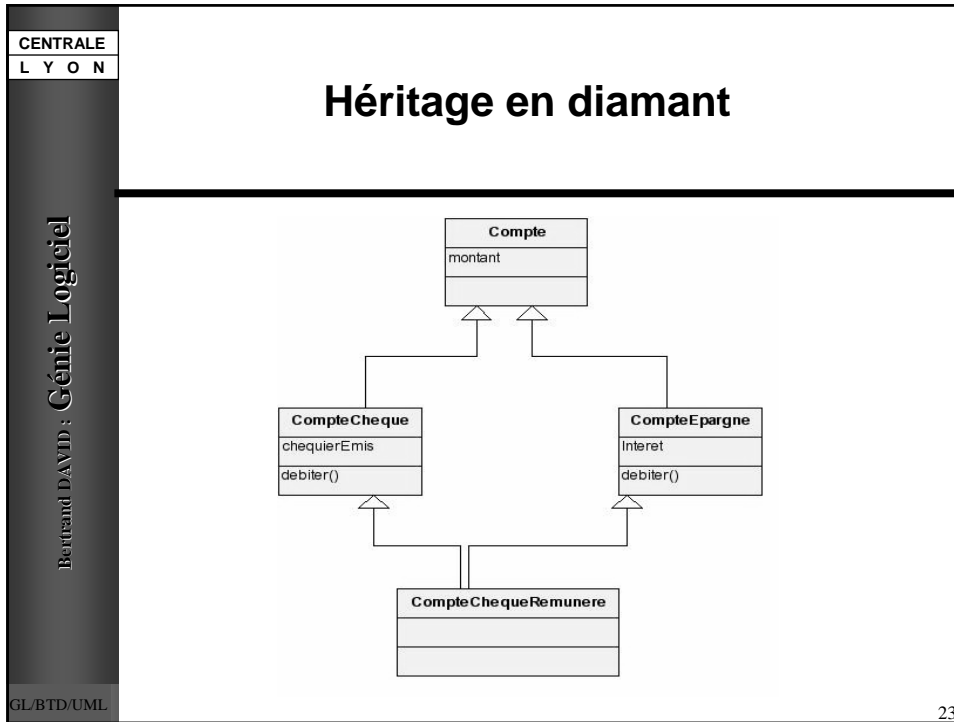 CENTRALE
L Y O N
Héritage en diamant
Bertrand DAVID : Génie Logiciel
Compte
montant
CompteCheque
chequierEmis
debiter()
CompteEpargne
Interet
debiter()
CompteChequeRemunere
GL/BTD/UML
23